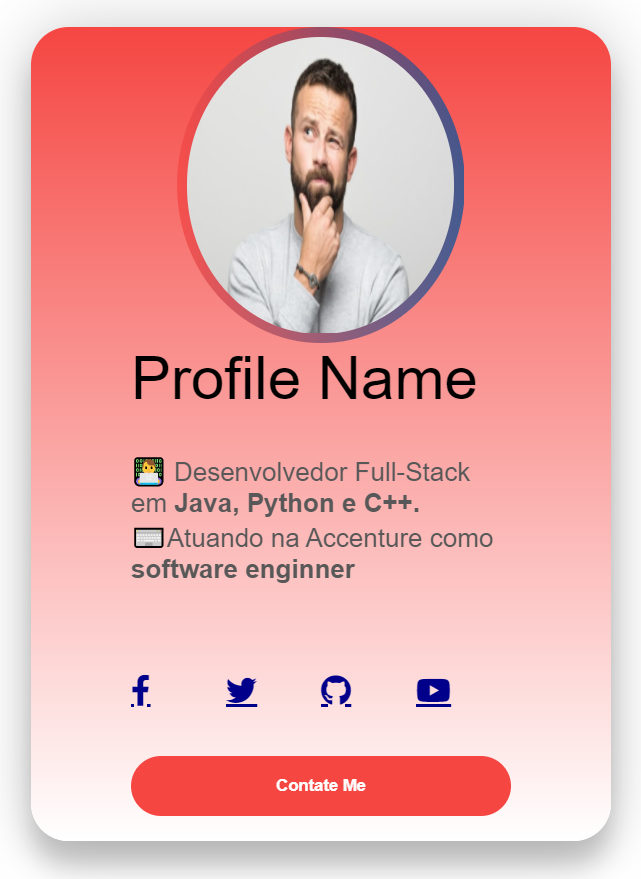 Profile Name
👨‍💻 Desenvolvedor Full-Stack
em Java, Python e C++.
⌨️Atuando na Accenture como
software enginner
Contate Me